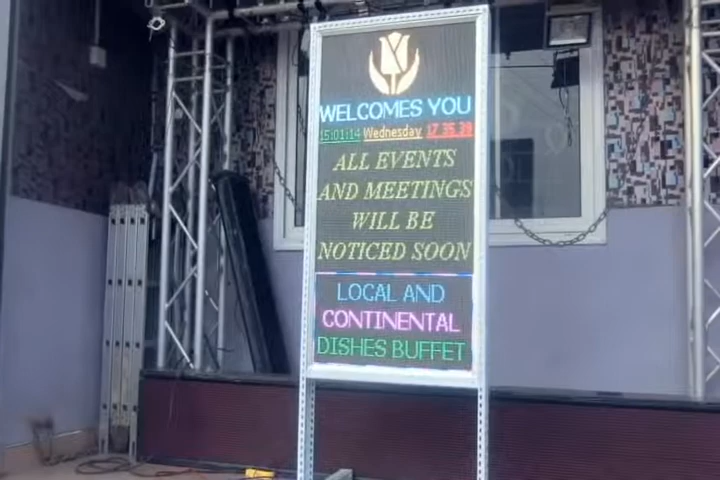 WELCOMES YOU
15:01:14 Wednesday 17.35.39
ALL EVENTS
AND MEETINGS
WILL BE
NOTICED SOON
LOCAL AND
CONTINENTAL
DISHES BUFFET